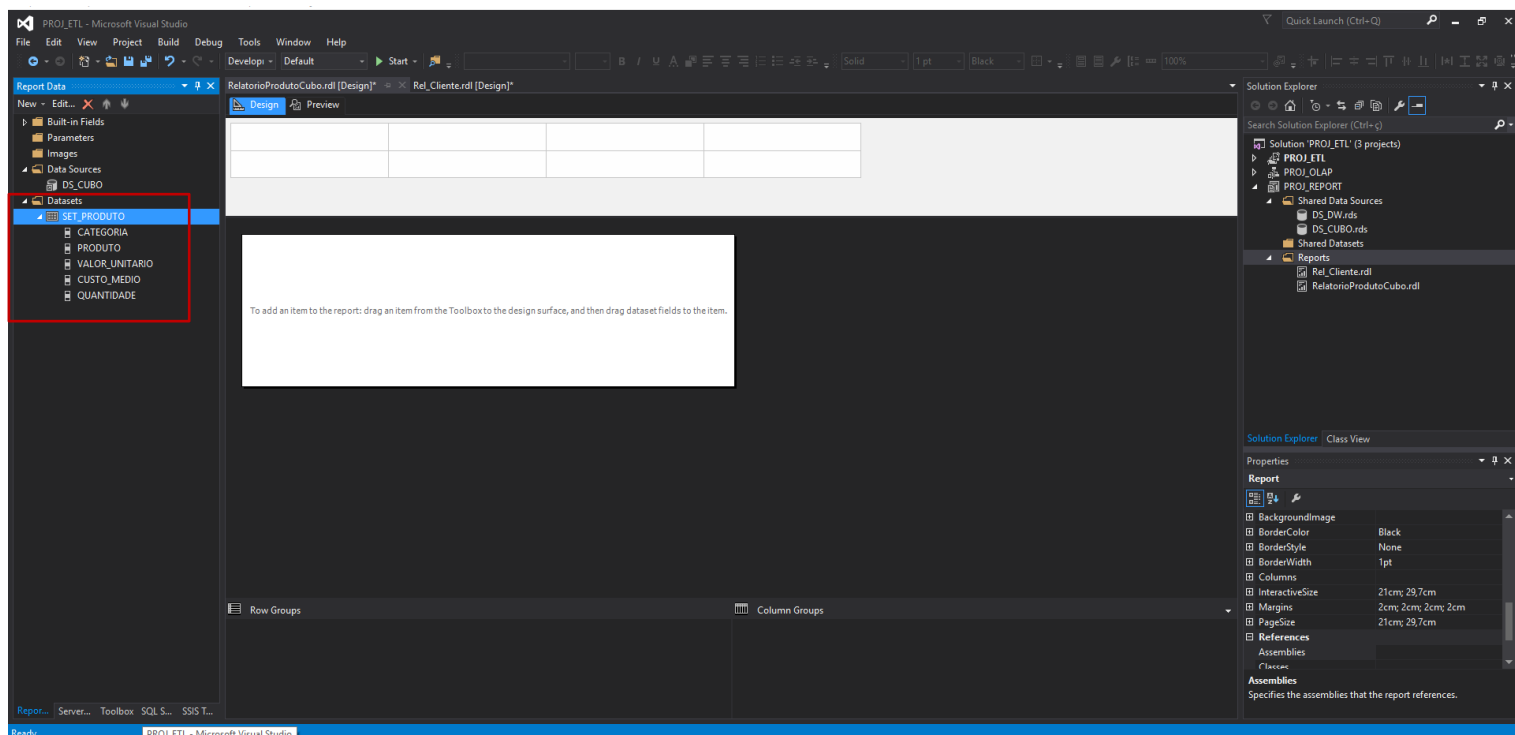 PROJ_ETL - Microsoft Visual Studio
Quick Launch (Ctrl+Q)
File Edit View Project Build Debug Tools Window Help
Developı Default Start Solid 1 pt Black 100%
Report Data
New Edit...
Built-in Fields
Parameters
Images
Data Sources
DS_CUBO
Datasets
SET_PRODUTO
CATEGORIA
PRODUTO
VALOR_UNITARIO
CUSTO_MEDIO
QUANTIDADE
Repor... Server... Toolbox SQL S... SSIS T...
RelatorioProdutoCubo.rdl [Design]* Rel_Cliente.rdl [Design]*
Design Preview
To add an item to the report: drag an item from the Toolbox to the design surface, and then drag dataset fields to the item.
Row Groups
Column Groups
Solution Explorer
Search Solution Explorer (Ctrl+ç)
Solution 'PROJ_ETL' (3 projects)
PROJ_ETL
PROJ_OLAP
PROJ_REPORT
Shared Data Sources
DS_DW.rds
DS_CUBO.rds
Shared Datasets
Reports
Rel_Cliente.rdl
RelatorioProdutoCubo.rdl
Solution Explorer Class View
Properties
Report
BackgroundImage
BorderColor Black
BorderStyle None
BorderWidth 1pt
Columns
InteractiveSize 21cm; 29,7cm
Margins 2cm; 2cm; 2cm; 2cm
PageSize 21cm; 29,7cm
References
Assemblies
Classes
Assemblies
Specifies the assemblies that the report references.
Ready
PROJ_ETL - Microsoft Visual Studio